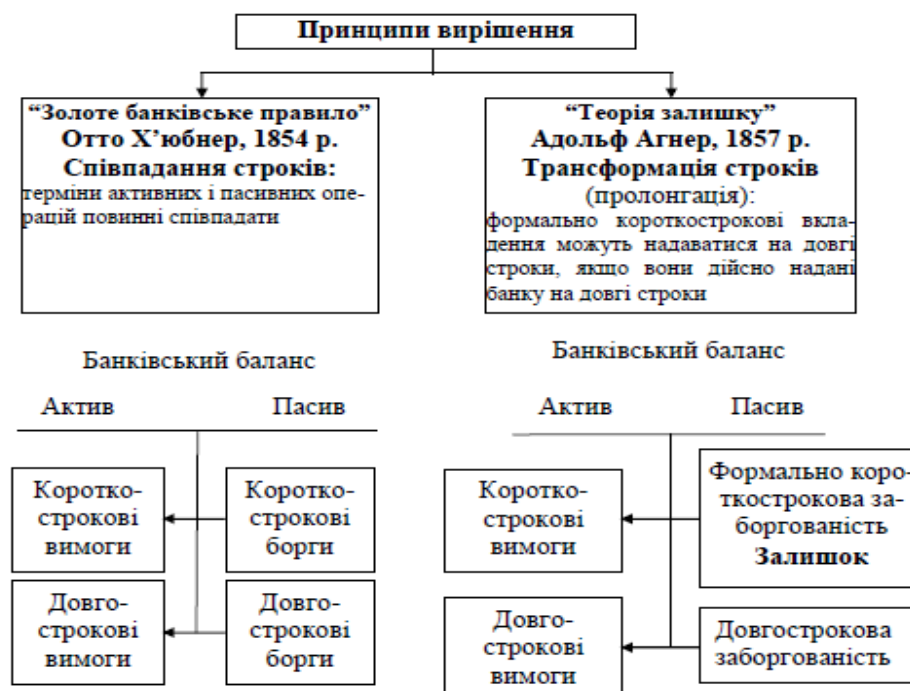 Принципи вирішення
“Золоте банківське правило”
Отто Х’юбнер, 1854 р.
Співпадання строків:
терміни активних і пасивних опе-
рацій повинні співпадати
“Теорія залишку”
Адольф Агнер, 1857 р.
Трансформація строків
(пролонгація):
формально короткострокові вкла-
дення можуть надаватися на довгі
строки, якщо вони дійсно надані
банку на довгі строки
Банківський баланс
Актив Пасив
Коротко-
строкові
вимоги
Коротко-
строкові
борги
Довго-
строкові
вимоги
Довго-
строкові
борги
Банківський баланс
Актив Пасив
Коротко-
строкові
вимоги
Формально коро-
ткострокова за-
боргованість
Залишок
Довго-
строкові
вимоги
Довгострокова
заборгованість